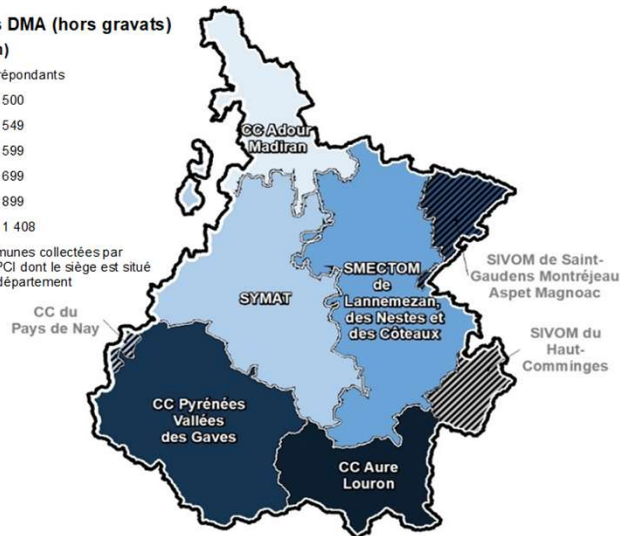 DMA (hors gravats)
répondants
500
549
599
699
899
1 408
collectées par
dont le siège est situé
département
CC Adour
Madiran
SYMAT
SMECTOM
de
Lannemezan,
des Nestes et
des Côteaux
SIVOM de Saint-
Gaudens Montréjeau
Aspet Magnoac
CC du
Pays de Nay
SIVOM du
Haut-
Comminges
CC Pyrénées
Vallées
des Gaves
CC Aure
Louron